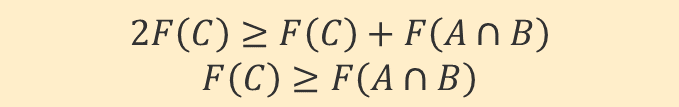 2F(C) ≥ F(C) + F(A ∩ B)
F(C) ≥ F(A ∩ B)